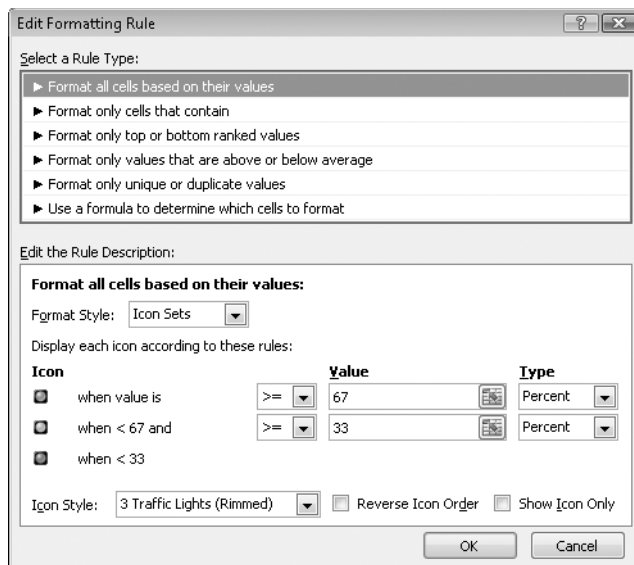 Edit Formatting Rule
Select a Rule Type:
► Format all cells based on their values
► Format only cells that contain
► Format only top or bottom ranked values
► Format only values that are above or below average
► Format only unique or duplicate values
► Use a formula to determine which cells to format
Edit the Rule Description:
Format all cells based on their values:
Format Style: Icon Sets
Display each icon according to these rules:
Icon Value Type
when value is >= 67 Percent
when < 67 and >= 33 Percent
when < 33
Icon Style: 3 Traffic Lights (Rimmed) Reverse Icon Order Show Icon Only
OK Cancel